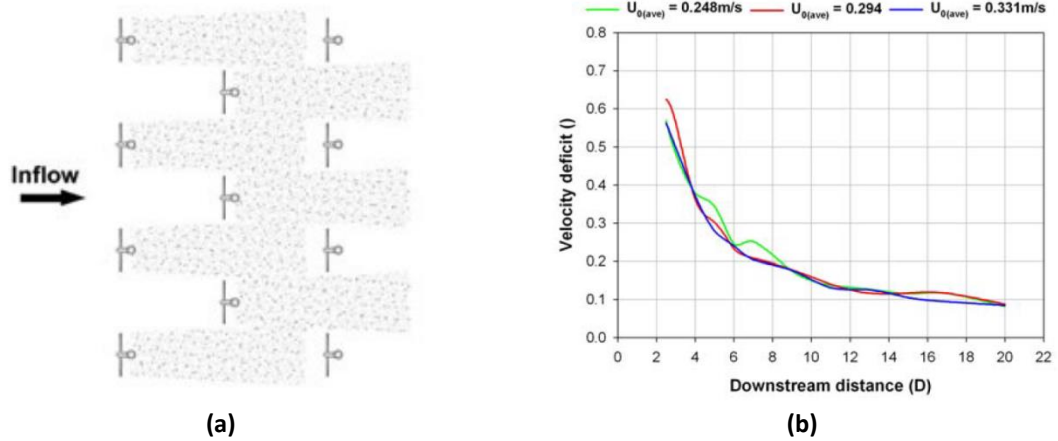 Inflow
(a)
U0(ave) = 0.248m/s U0(ave) = 0.294 U0(ave) = 0.331m/s
Velocity deficit ()
0.8
0.7
0.6
0.5
0.4
0.3
0.2
0.1
0.0
0 2 4 6 8 10 12 14 16 18 20 22
Downstream distance (D)
(b)